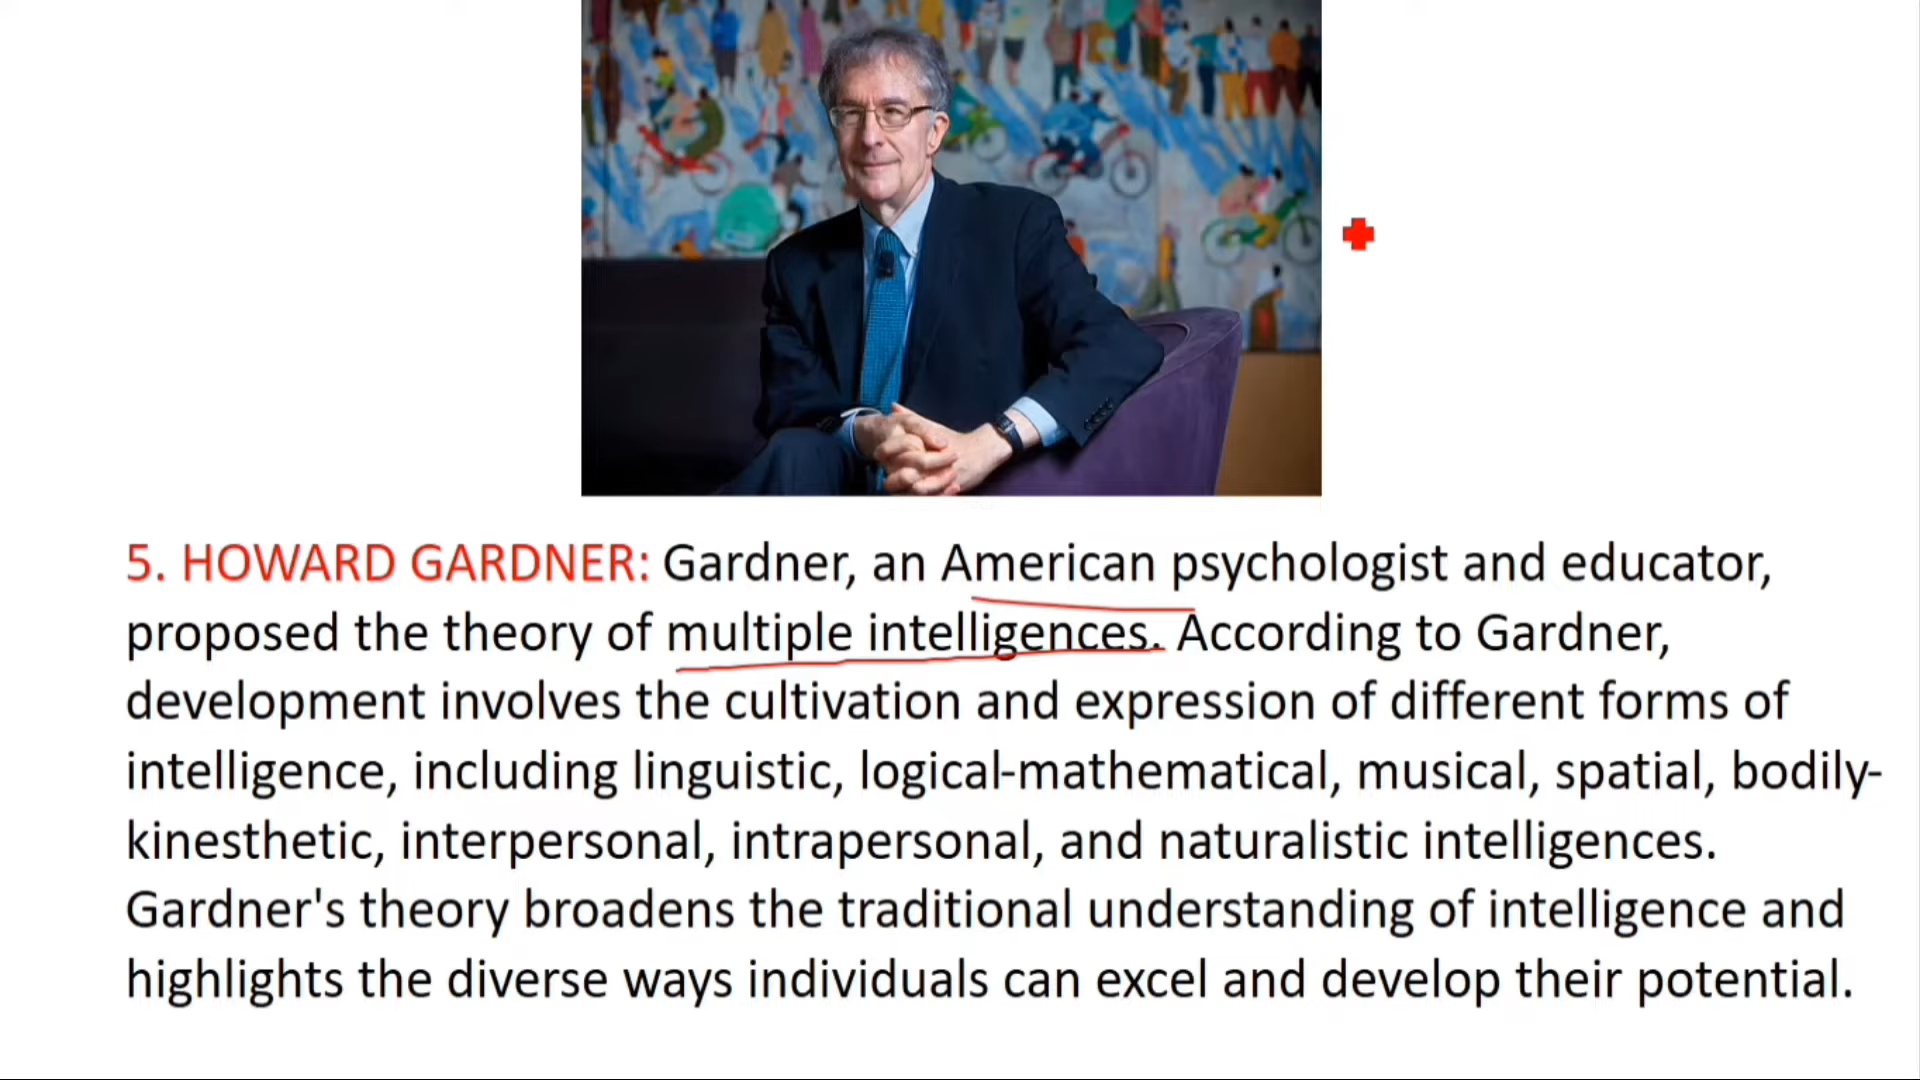 5. HOWARD GARDNER: Gardner, an American psychologist and educator,
proposed the theory of multiple intelligences. According to Gardner,
development involves the cultivation and expression of different forms of
intelligence, including linguistic, logical-mathematical, musical, spatial, bodily-
kinesthetic, interpersonal, intrapersonal, and naturalistic intelligences.
Gardner's theory broadens the traditional understanding of intelligence and
highlights the diverse ways individuals can excel and develop their potential.